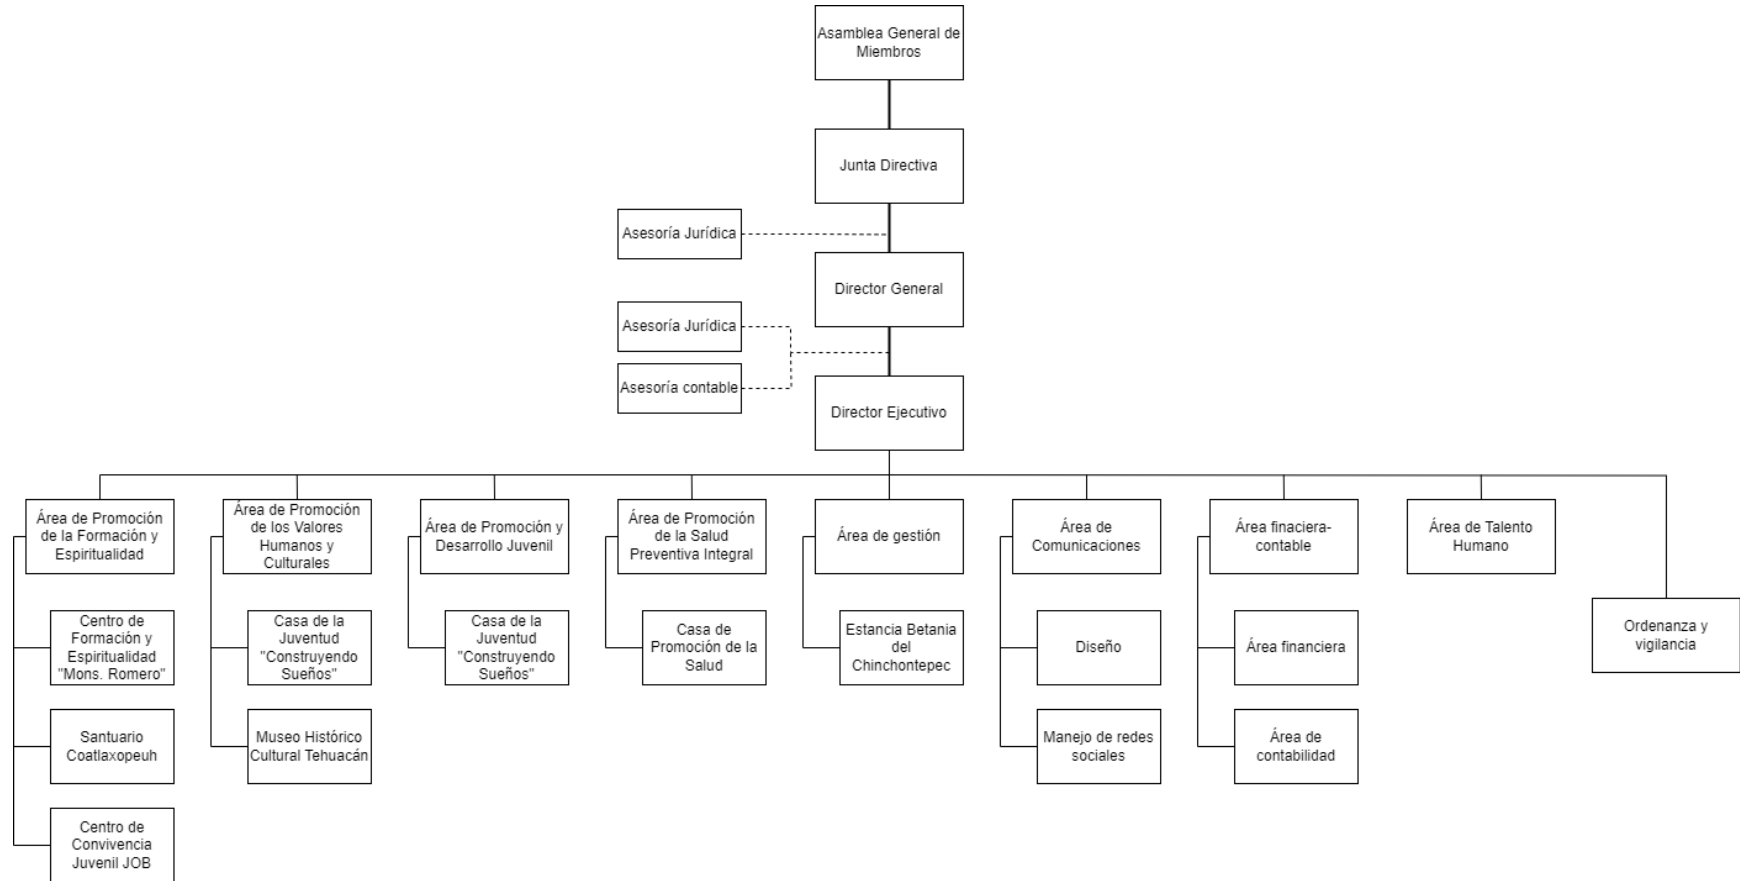 Asamblea General de
Miembros
Junta Directiva
Asesoría Jurídica
Director General
Asesoría Jurídica
Asesoría contable
Director Ejecutivo
Área de Promoción
de la Formación y
Espiritualidad
Área de Promoción
de los Valores
Humanos y
Culturales
Área de Promoción y
Desarrollo Juvenil
Área de Promoción
de la Salud
Preventiva Integral
Área de gestión
Área de
Comunicaciones
Área finaciera-
contable
Área de Talento
Humano
Ordenanza y
vigilancia
Centro de
Formación y
Espiritualidad
"Mons. Romero"
Casa de la
Juventud
"Construyendo
Sueños"
Casa de la
Juventud
"Construyendo
Sueños"
Casa de
Promoción de la
Salud
Estancia Betania
del
Chinchontepec
Diseño
Área financiera
Santuario
Coatlaxopeuh
Museo Histórico
Cultural Tehuacán
Manejo de redes
sociales
Área de
contabilidad
Centro de
Convivencia
Juvenil JOB